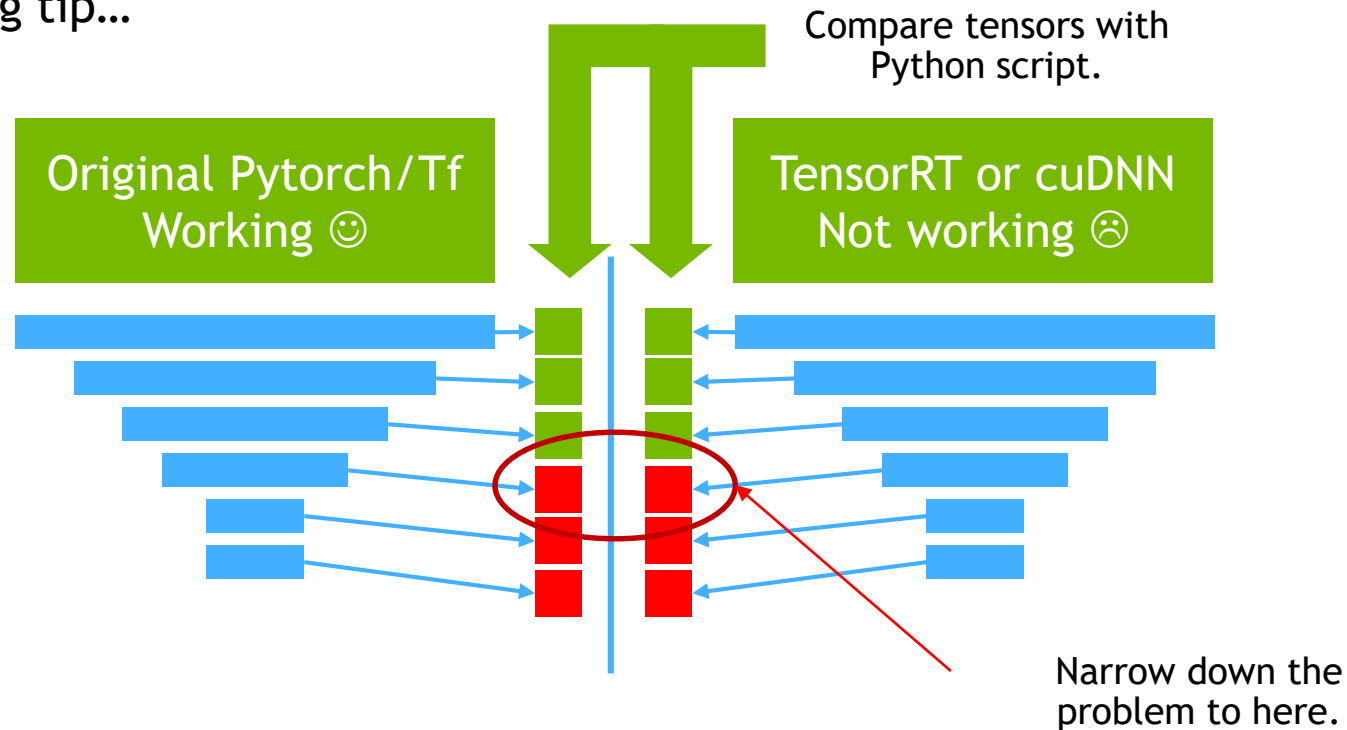 g tip…
Compare tensors with
Python script.
Original Pytorch/Tf
Working ☺
TensorRT or cuDNN
Not working ☹
Narrow down the
problem to here.